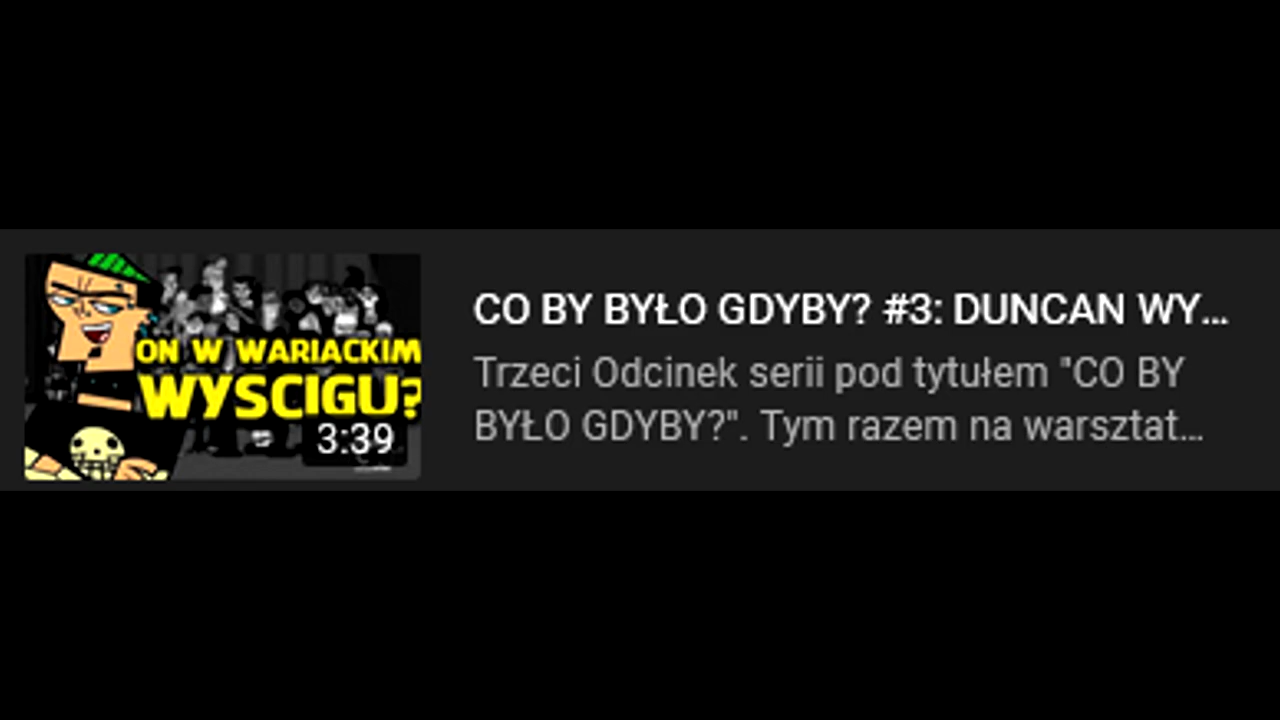 ON W WARIACKIM
WYSCIGU?
3:39
CO BY BYŁO GDYBY? #3: DUNCAN WY...
Trzeci Odcinek serii pod tytułem "CO BY
BYŁO GDYBY?". Tym razem na warsztat...